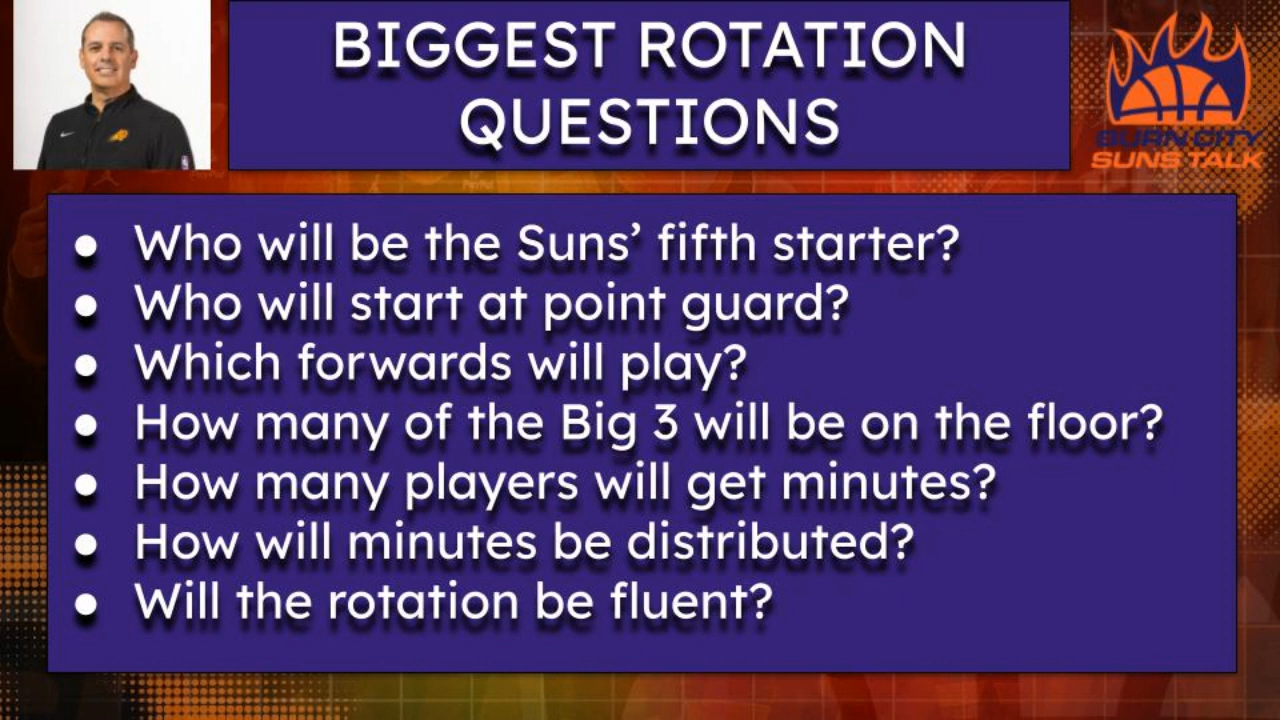 BIGGEST ROTATION
QUESTIONS
BURN CITY
SUNS TALK
● Who will be the Suns’ fifth starter?
● Who will start at point guard?
● Which forwards will play?
● How many of the Big 3 will be on the floor?
● How many players will get minutes?
● How will minutes be distributed?
● Will the rotation be fluent?